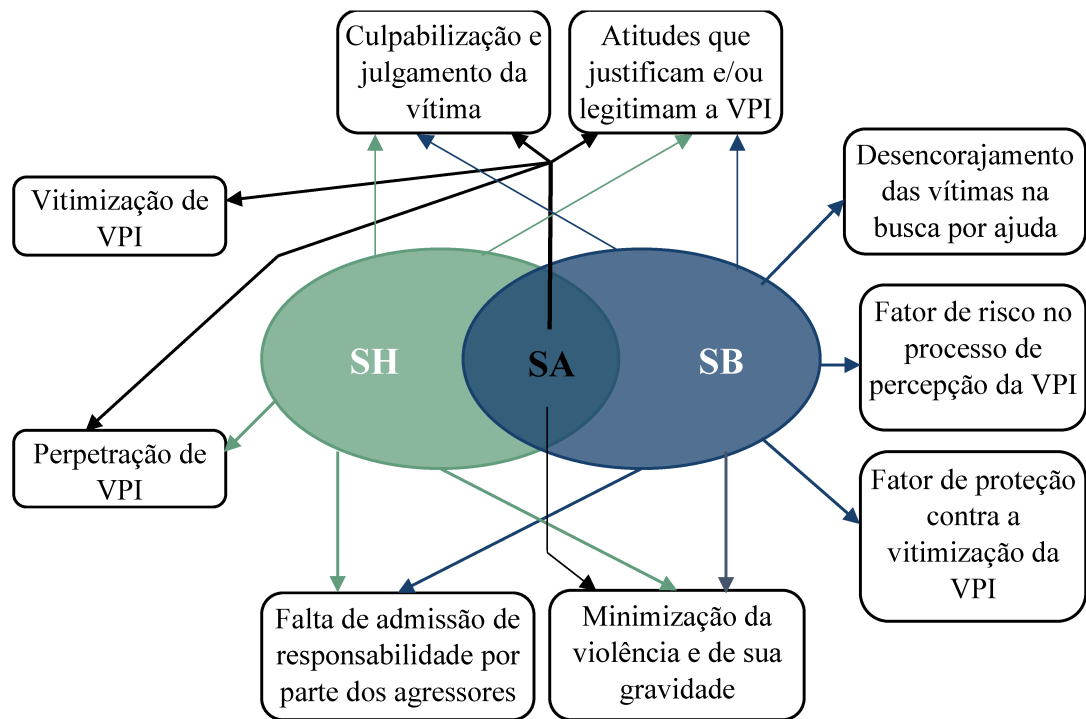 Culpabilização e
julgamento da
vítima
Atitudes que
justificam e/ou
legitimam a VPI
Desencorajamento
das vítimas na
busca por ajuda
Vitimização de
VPI
Fator de risco no
processo de
percepção da VPI
SH
SA
SB
Perpetração de
VPI
Fator de proteção
contra a
vitimização da
VPI
Falta de admissão de
responsabilidade por
parte dos agressores
Minimização da
violência e de sua
gravidade